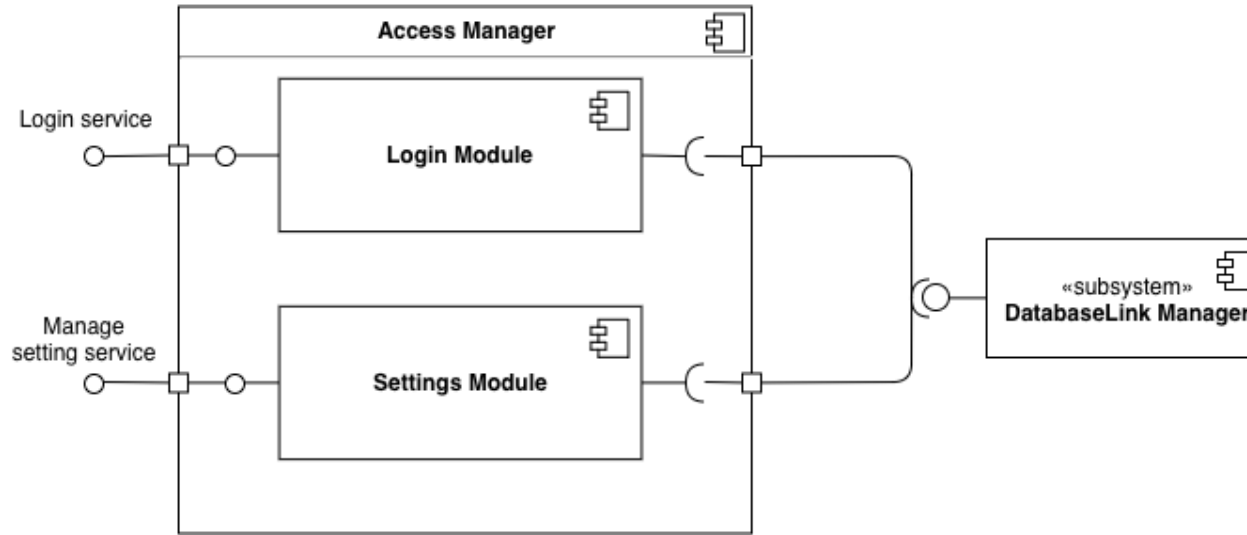 Access Manager
Login service
Login Module
Manage
setting service
Settings Module
«subsystem»
DatabaseLink Manager